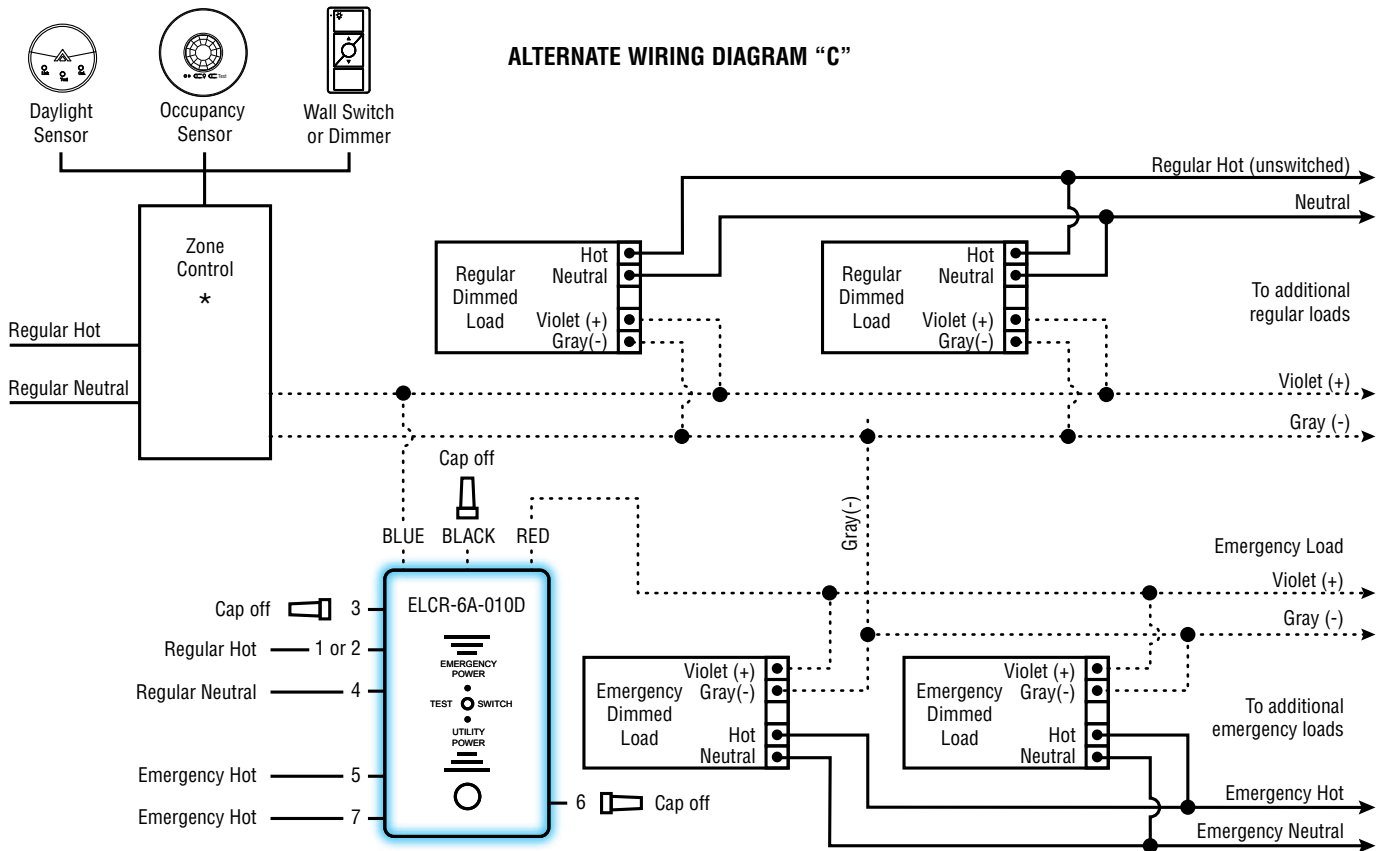 ALTERNATE WIRING DIAGRAM “C”
Test
Daylight
Sensor
Occupancy
Sensor
Wall Switch
or Dimmer
Zone
Control
*
Regular Hot
Regular Neutral
Regular Hot (unswitched)
Neutral
Regular
Dimmed
Load
Hot
Neutral
Violet (+)
Gray(-)
Regular
Dimmed
Load
Hot
Neutral
Violet (+)
Gray(-)
To additional
regular loads
Violet (+)
Gray (-)
Cap off
BLUE BLACK RED
Gray(-)
Emergency Load
Violet (+)
Gray (-)
Cap off 3
Regular Hot 1 or 2
Regular Neutral 4
Emergency Hot 5
Emergency Hot 7
ELCR-6A-010D
EMERGENCY
POWER
TEST SWITCH
UTILITY
POWER
6 Cap off
Emergency
Dimmed
Load
Violet (+)
Gray(-)
Hot
Neutral
Emergency
Dimmed
Load
Violet (+)
Gray(-)
Hot
Neutral
To additional
emergency loads
Emergency Hot
Emergency Neutral